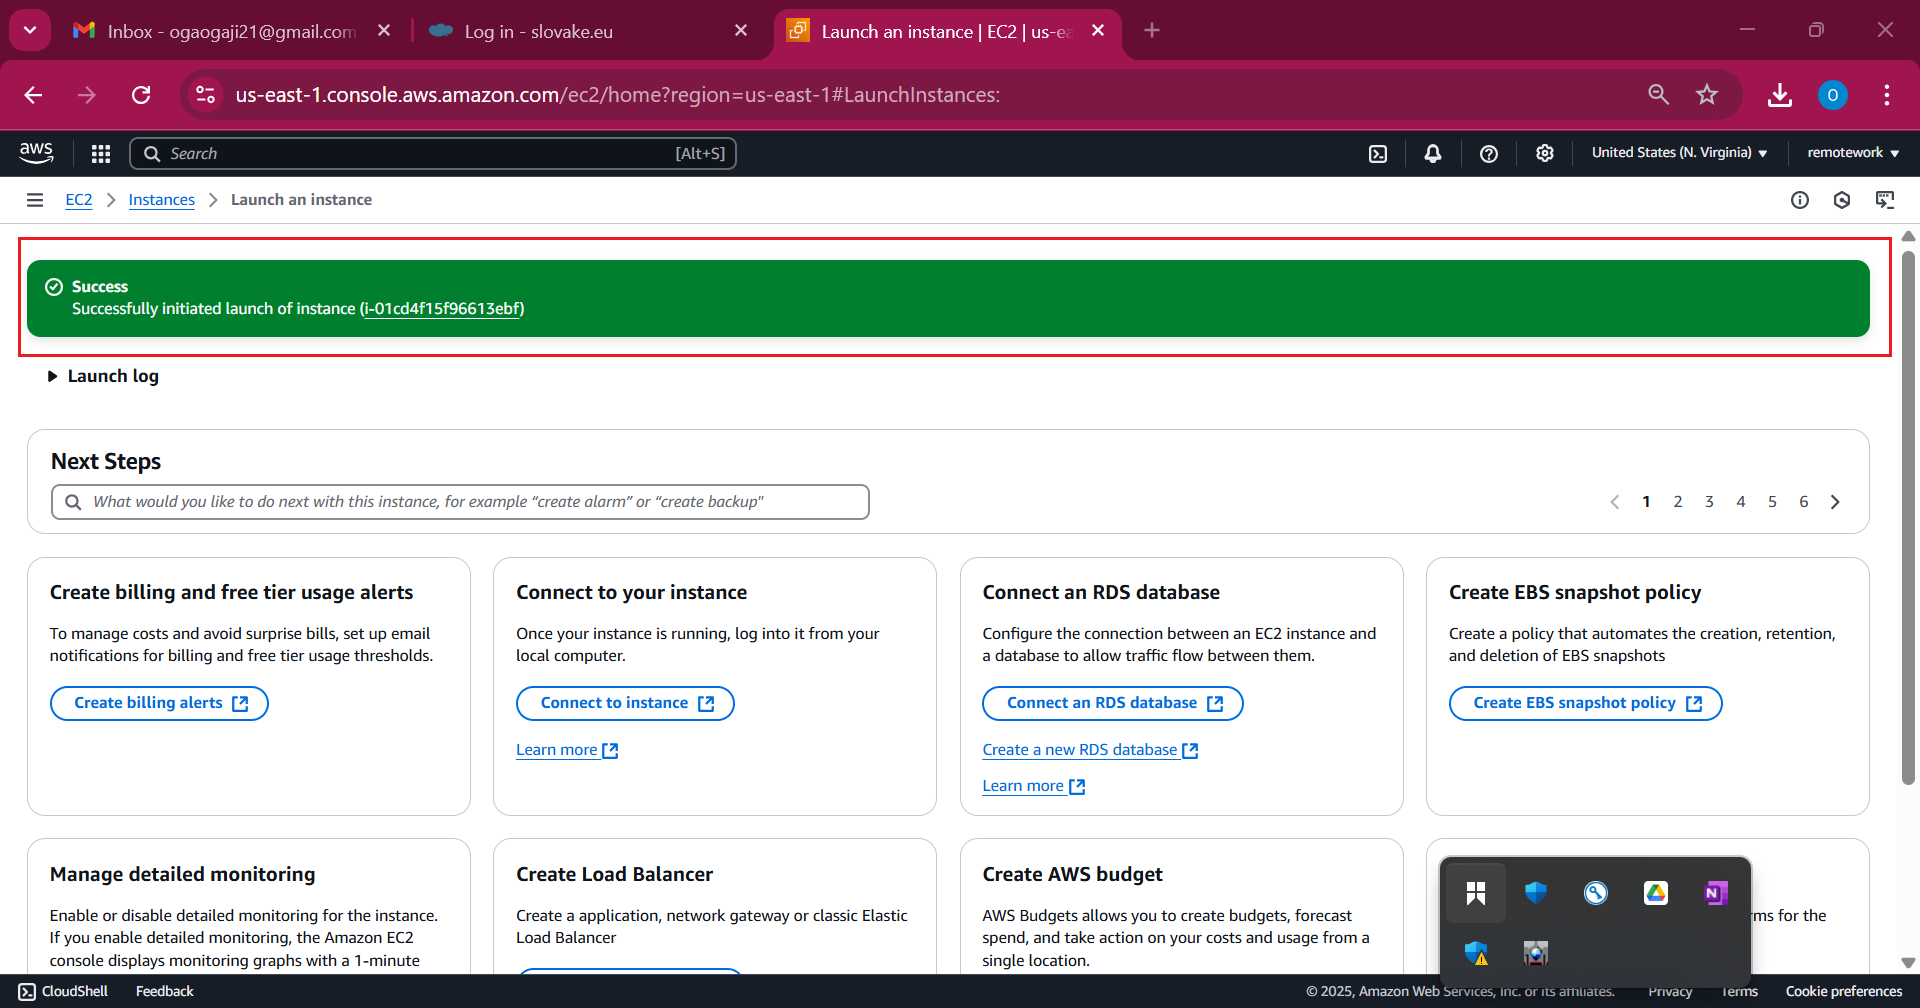 Inbox - ogaogaji21@gmail.com
Log in - slovake.eu
Launch an instance | EC2 | us-ea
us-east-1.console.aws.amazon.com/ec2/home?region=us-east-1#LaunchInstances:
O
aws
Search
[Alt+S]
United States (N. Virginia)
remotework
EC2
Instances
Launch an instance
Success
Successfully initiated launch of instance (i-01cd4f15f96613ebf)
Launch log
Next Steps
What would you like to do next with this instance, for example “create alarm” or “create backup”
1 2 3 4 5 6
Create billing and free tier usage alerts
To manage costs and avoid surprise bills, set up email
notifications for billing and free tier usage thresholds.
Create billing alerts
Connect to your instance
Once your instance is running, log into it from your
local computer.
Connect to instance
Learn more
Connect an RDS database
Configure the connection between an EC2 instance and
a database to allow traffic flow between them.
Connect an RDS database
Create a new RDS database
Learn more
Create EBS snapshot policy
Create a policy that automates the creation, retention,
and deletion of EBS snapshots
Create EBS snapshot policy
Manage detailed monitoring
Enable or disable detailed monitoring for the instance.
If you enable detailed monitoring, the Amazon EC2
console displays monitoring graphs with a 1-minute
Create Load Balancer
Create a application, network gateway or classic Elastic
Load Balancer
Create AWS budget
AWS Budgets allows you to create budgets, forecast
spend, and take action on your costs and usage from a
single location.
rms for the
N
CloudShell
Feedback
© 2025, Amazon Web Services, Inc. or its affiliates.
Privacy
Terms
Cookie preferences